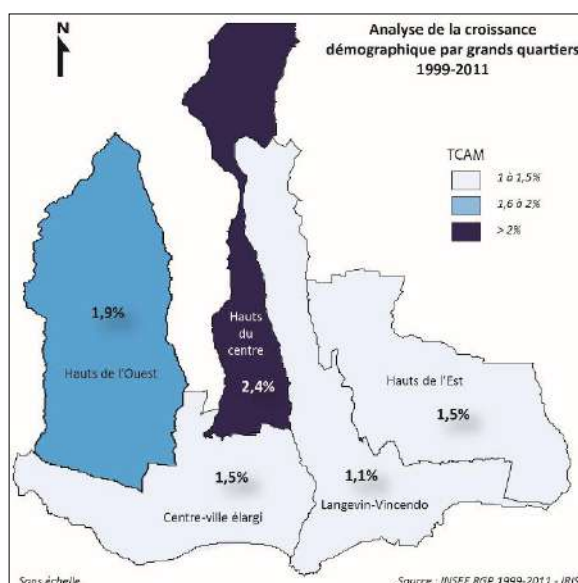 N
Analyse de la croissance
démographique par grands quartiers
1999-2011
TCAM
1 à 1,5%
1,6 à 2%
> 2%
1,9%
Hauts de l'Ouest
Hauts
du
centre
2,4%
Hauts de l'Est
1,5%
1,5%
Centre-ville élargi
1,1%
Langevin-Vincendo
Sans échelle
Source : INSEE RGP 1999-2011 - IRIS